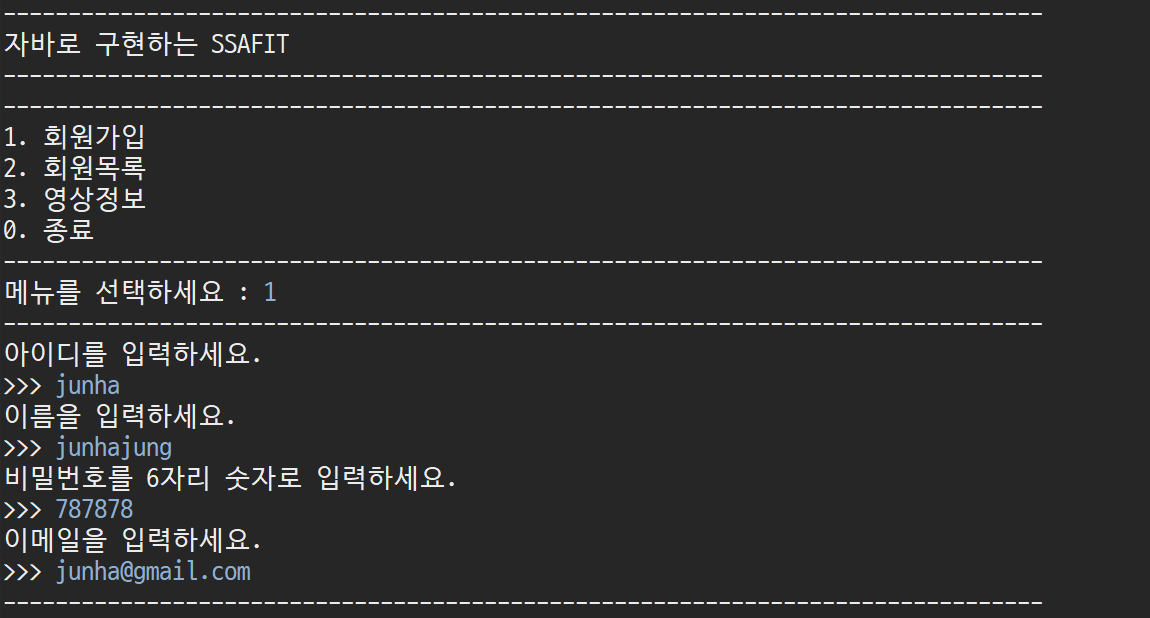 --------------------------------------------------------------------------------
자바로 구현하는 SSAFIT
--------------------------------------------------------------------------------
--------------------------------------------------------------------------------
1. 회원가입
2. 회원목록
3. 영상정보
0. 종료
--------------------------------------------------------------------------------
메뉴를 선택하세요 : 1
--------------------------------------------------------------------------------
아이디를 입력하세요.
>>> junha
이름을 입력하세요.
>>> junhajung
비밀번호를 6자리 숫자로 입력하세요.
>>> 787878
이메일을 입력하세요.
>>> junha@gmail.com
--------------------------------------------------------------------------------